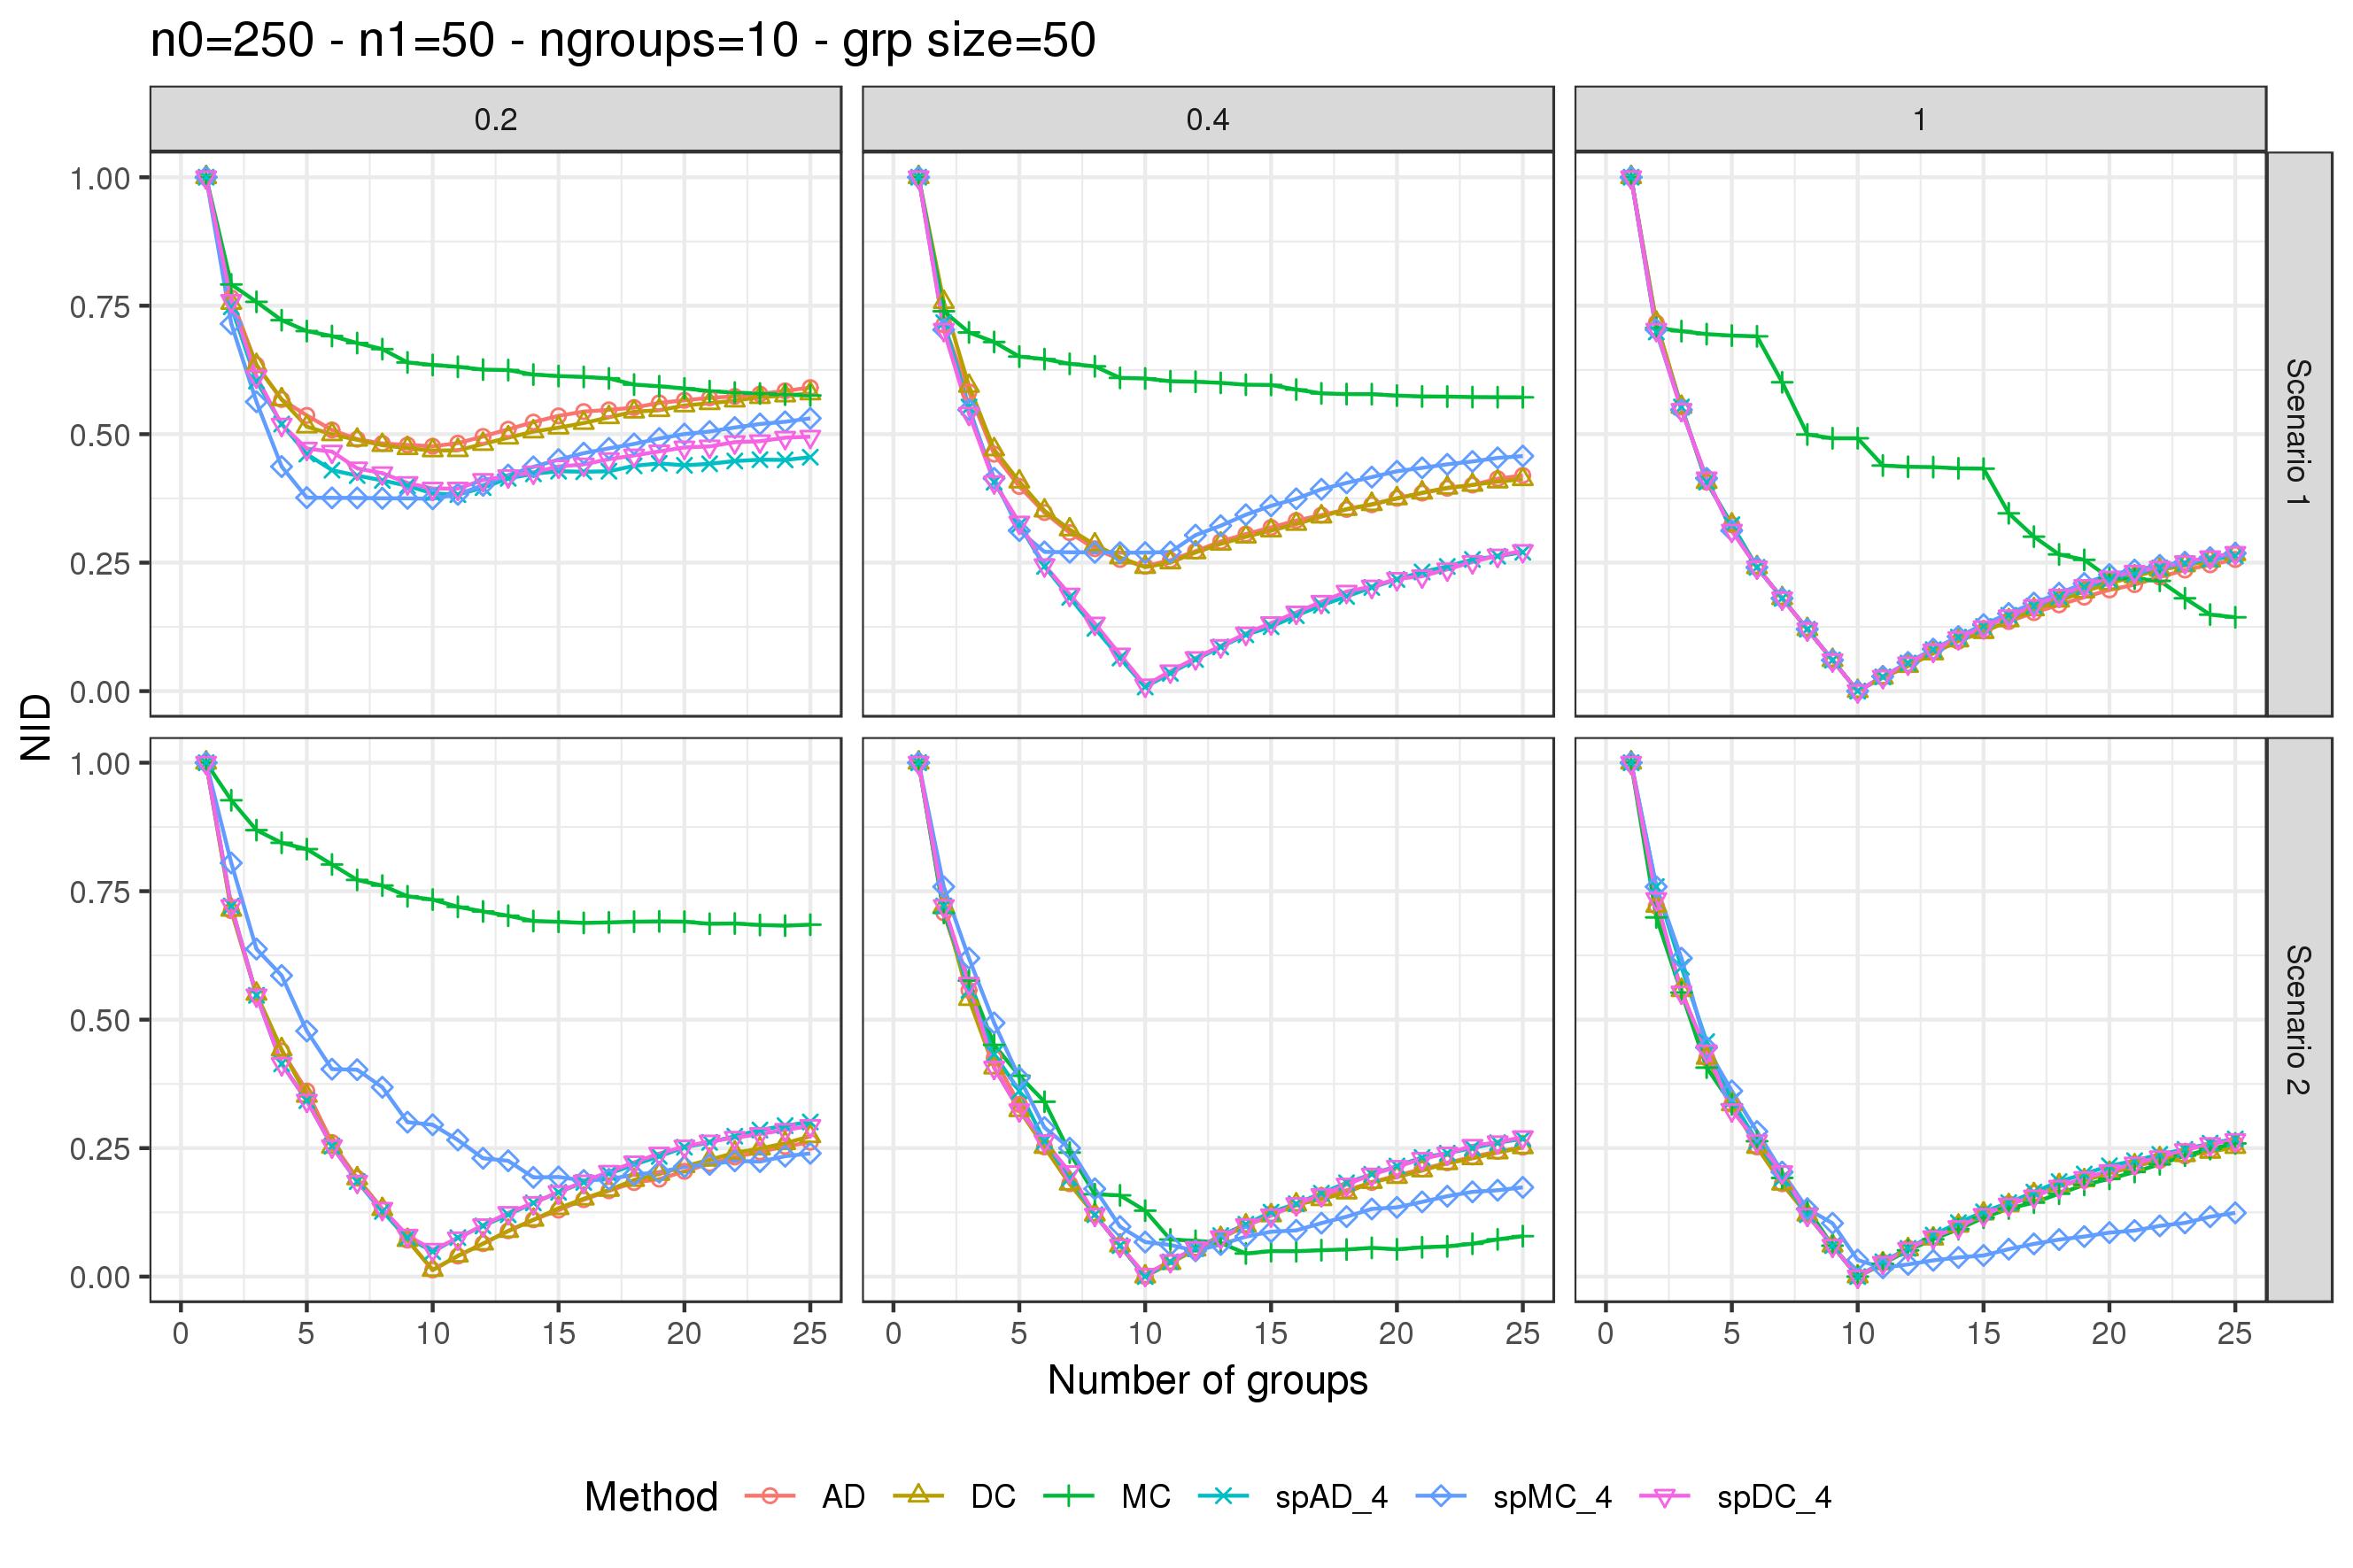 n0=250 - n1=50 - ngroups=10 - grp size=50
0.2 0.4 1
1.00
0.75
0.50
0.25
0.00
Scenario 1
NID
1.00
0.75
0.50
0.25
0.00
Scenario 2
0 5 10 15 20 25 0 5 10 15 20 25 0 5 10 15 20 25
Number of groups
Method AD DC MC spAD_4 spMC_4 spDC_4